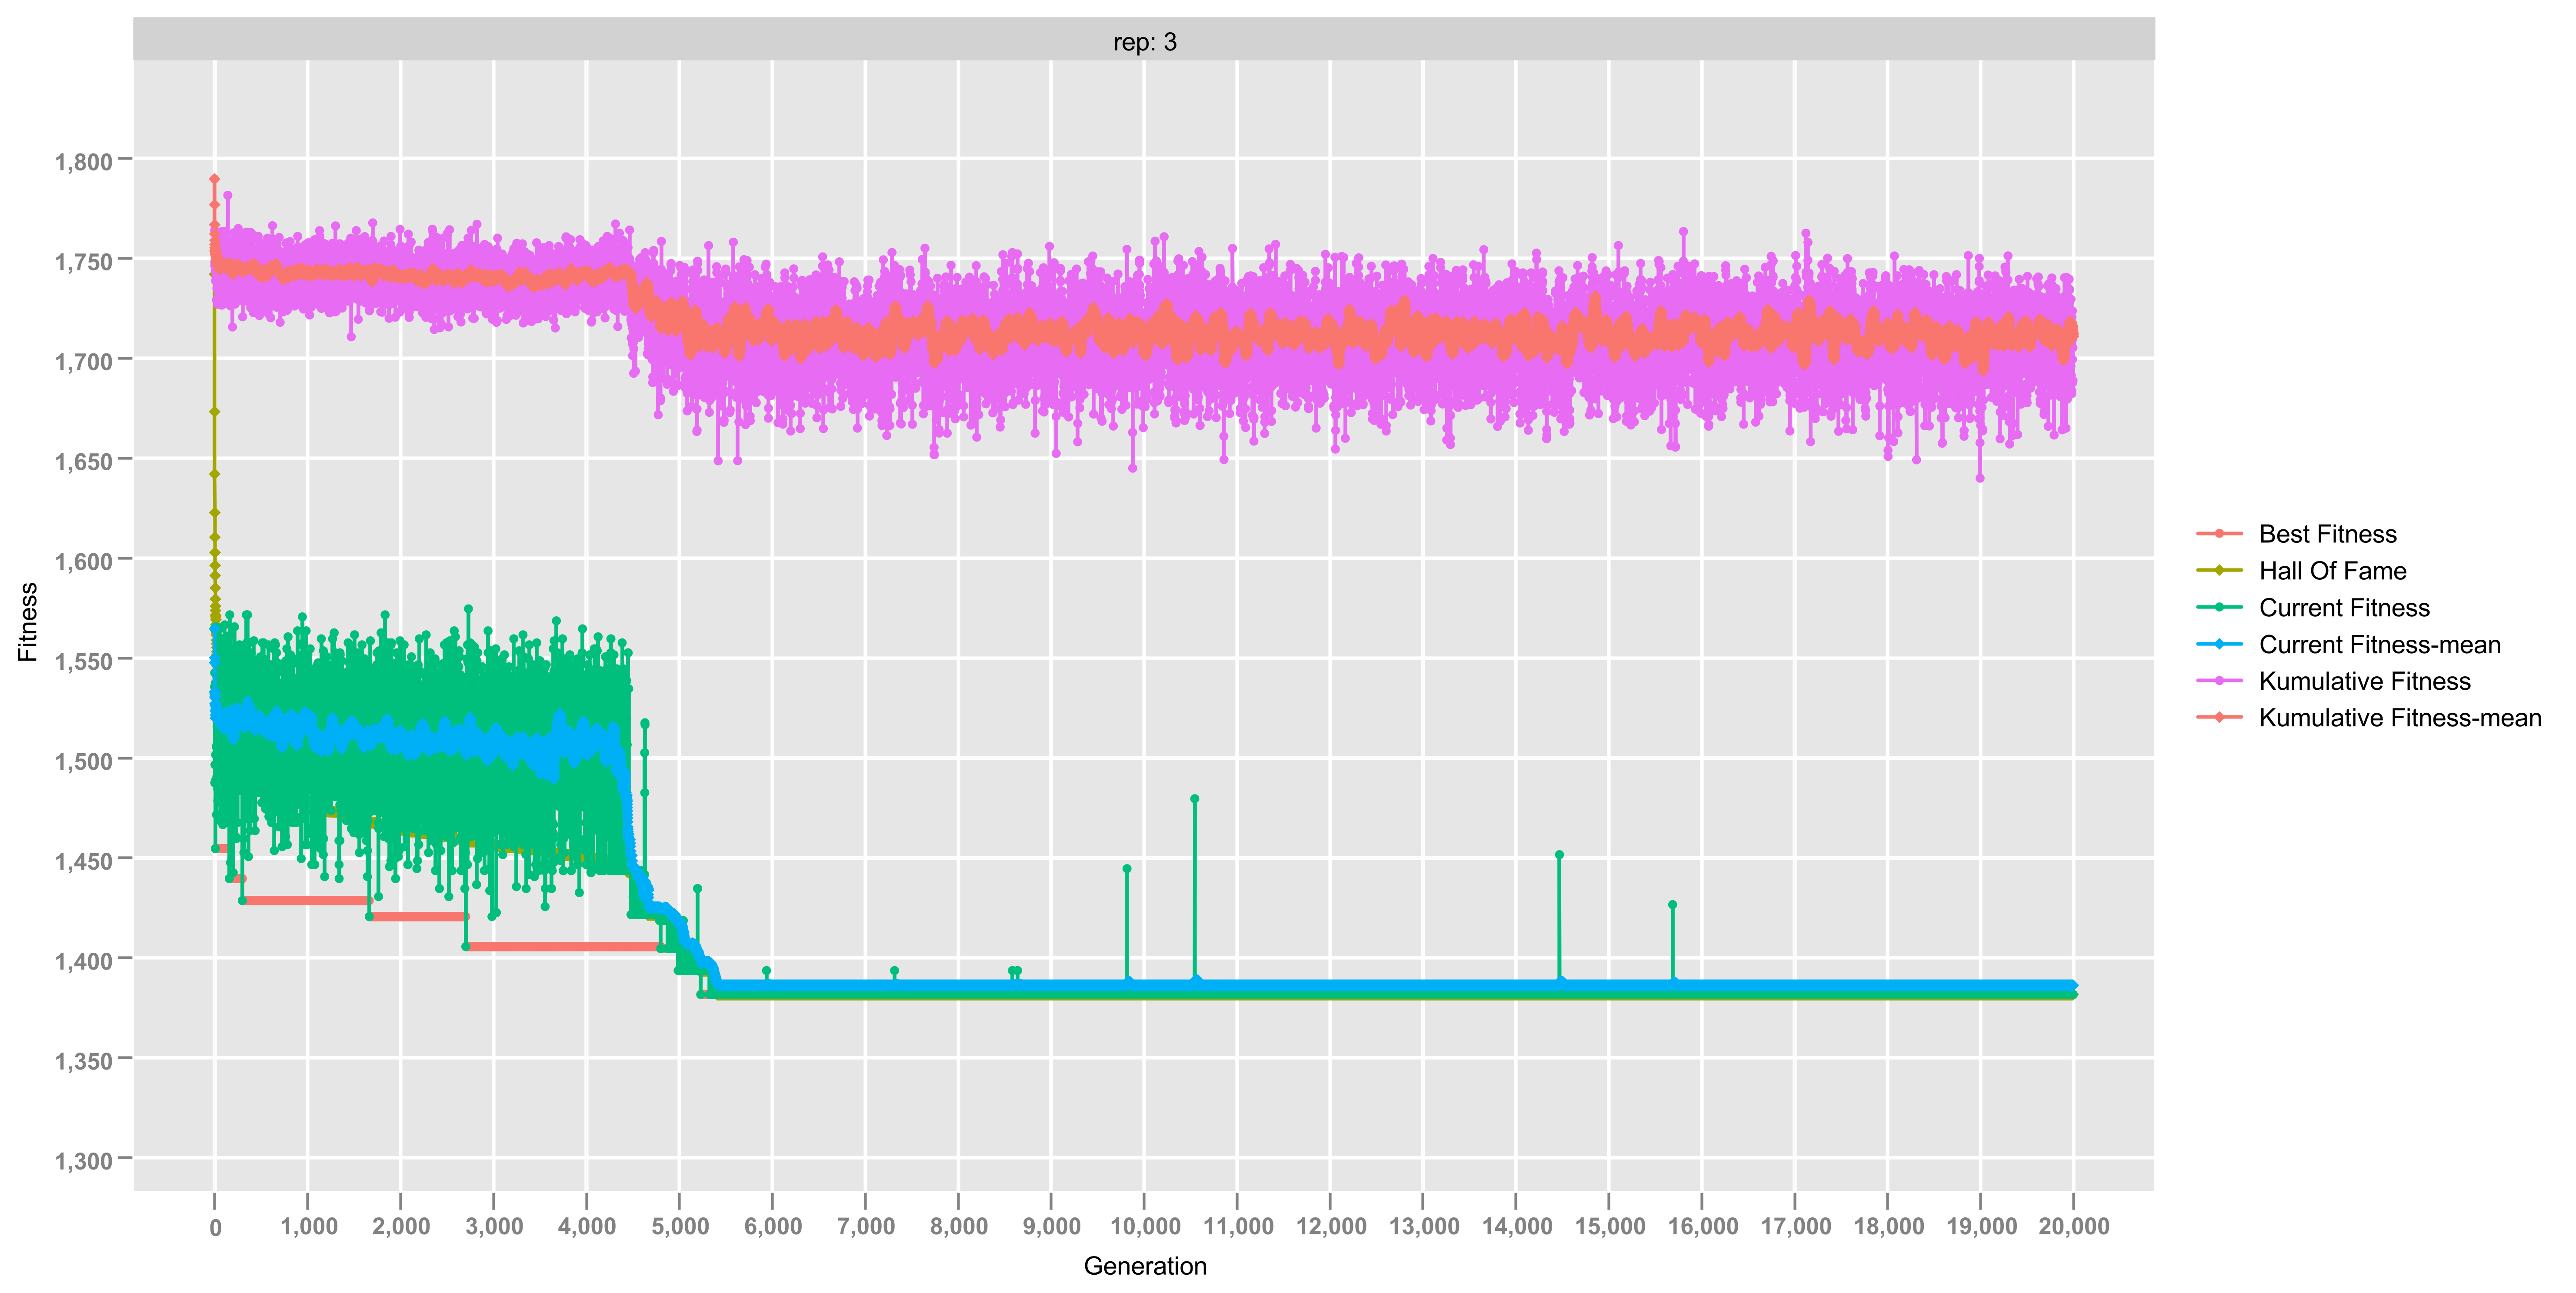 rep: 3
1,800
1,750
1,700
1,650
1,600
1,550
1,500
1,450
1,400
1,350
1,300
Fitness
0 1,000 2,000 3,000 4,000 5,000 6,000 7,000 8,000 9,000 10,000 11,000 12,000 13,000 14,000 15,000 16,000 17,000 18,000 19,000 20,000
Generation
Best Fitness
Hall Of Fame
Current Fitness
Current Fitness-mean
Kumulative Fitness
Kumulative Fitness-mean